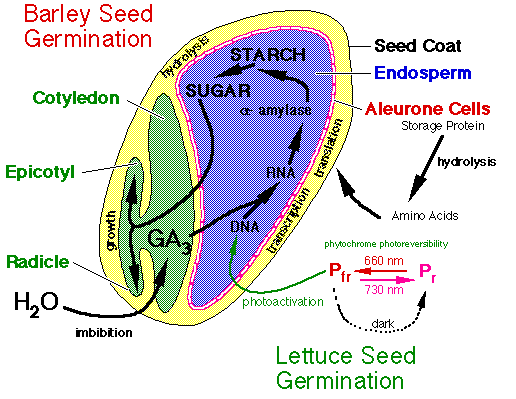 Barley Seed
Germination
hydrolysis
STARCH
SUGAR
α amylase
Seed Coat
Endosperm
Aleurone Cells
Storage Protein
hydrolysis
Amino Acids
Cotyledon
Epicotyl
growth
Radicle
GA3
RNA
DNA
transcription
translation
H2O
imbibition
phytochrome photoreversibility
660 nm
Pfr
Pr
730 nm
dark
photoactivation
Lettuce Seed
Germination